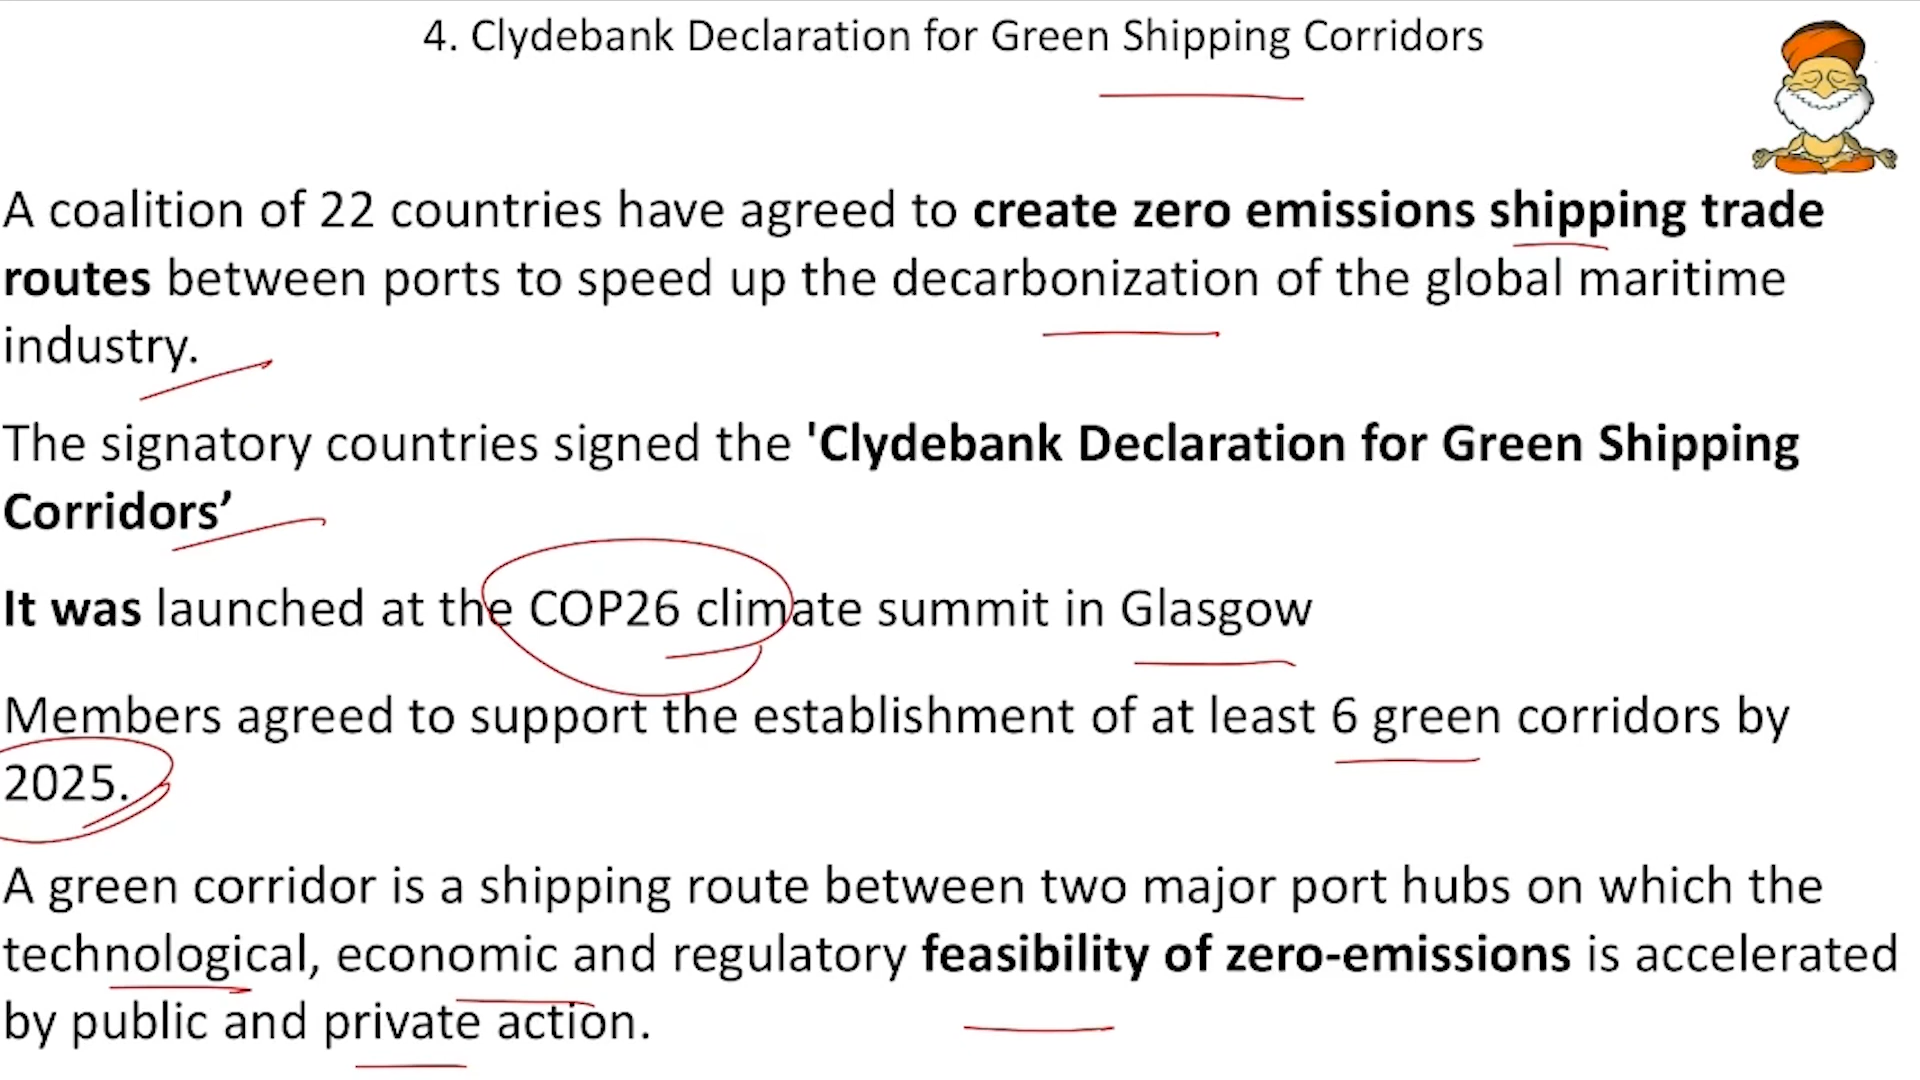 4. Clydebank Declaration for Green Shipping Corridors
A coalition of 22 countries have agreed to create zero emissions shipping trade
routes between ports to speed up the decarbonization of the global maritime
industry.
The signatory countries signed the 'Clydebank Declaration for Green Shipping
Corridors’
It was launched at the COP26 climate summit in Glasgow
Members agreed to support the establishment of at least 6 green corridors by
2025.
A green corridor is a shipping route between two major port hubs on which the
technological, economic and regulatory feasibility of zero-emissions is accelerated
by public and private action.